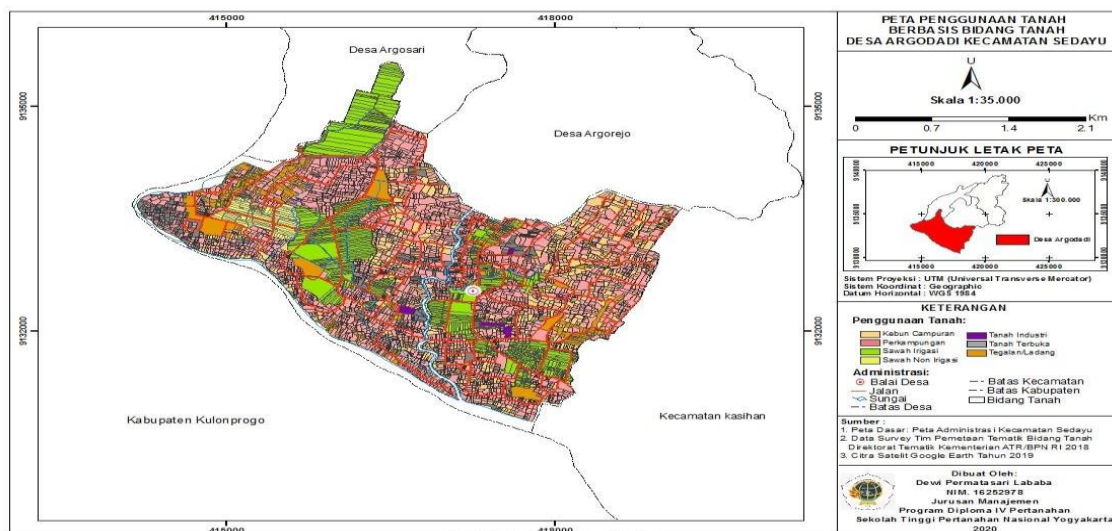 415000
418000
9135000
9135000
9132000
9132000
415000
418000
Desa Argosari
Desa Argorejo
Kabupaten Kulonprogo
Kecamatan kasihan
PETA PENGGUNAAN TANAH
BERBASIS BIDANG TANAH
DESA ARGODADI KECAMATAN SEDAYU
U
Skala 1:35.000
Km
0 0.7 1.4 2.1
PETUNJUK LETAK PETA
415000 420000 425000
U
Skala 1:300.000
Desa Argodadi
415000 420000 425000
Sistem Proyeksi : UTM (Universal Transverse Mercator)
Sistem Koordinat : Geographic
Datum Horizontal : WGS 1984
KETERANGAN
Penggunaan Tanah:
Kebun Campuran
Perkampungan
Sawah Irigasi
Sawah Non Irigasi
Tanah Industri
Tanah Terbuka
Tegalan/Ladang
Administrasi:
Balai Desa
Jalan
Sungai
Batas Desa
Batas Kecamatan
Batas Kabupaten
Bidang Tanah
Sumber :
1. Peta Dasar: Peta Administrasi Kecamatan Sedayu
2. Data Survey Tim Pemetaan Tematik Bidang Tanah
Direktorat Tematik Kementerian ATR/BPN RI 2018
3. Citra Satelit Google Earth Tahun 2019
Dibuat Oleh:
Dewi Permatasari Lababa
NIM. 16252978
Jurusan Manajemen
Program Diploma IV Pertanahan
Sekolah Tinggi Pertanahan Nasional Yogyakarta
2020